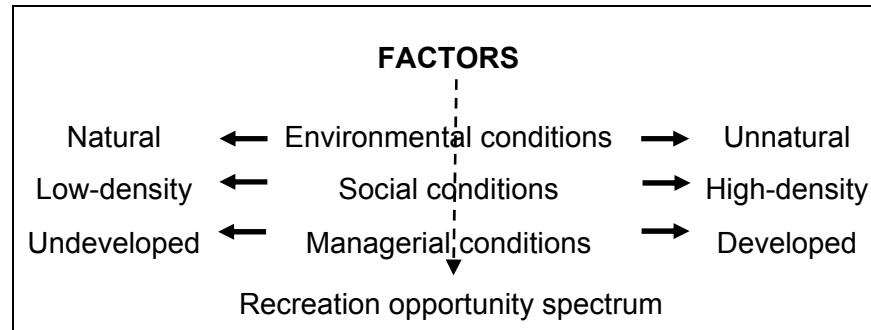 FACTORS
Natural Environmental conditions Unnatural
Low-density Social conditions High-density
Undeveloped Managerial conditions Developed
Recreation opportunity spectrum